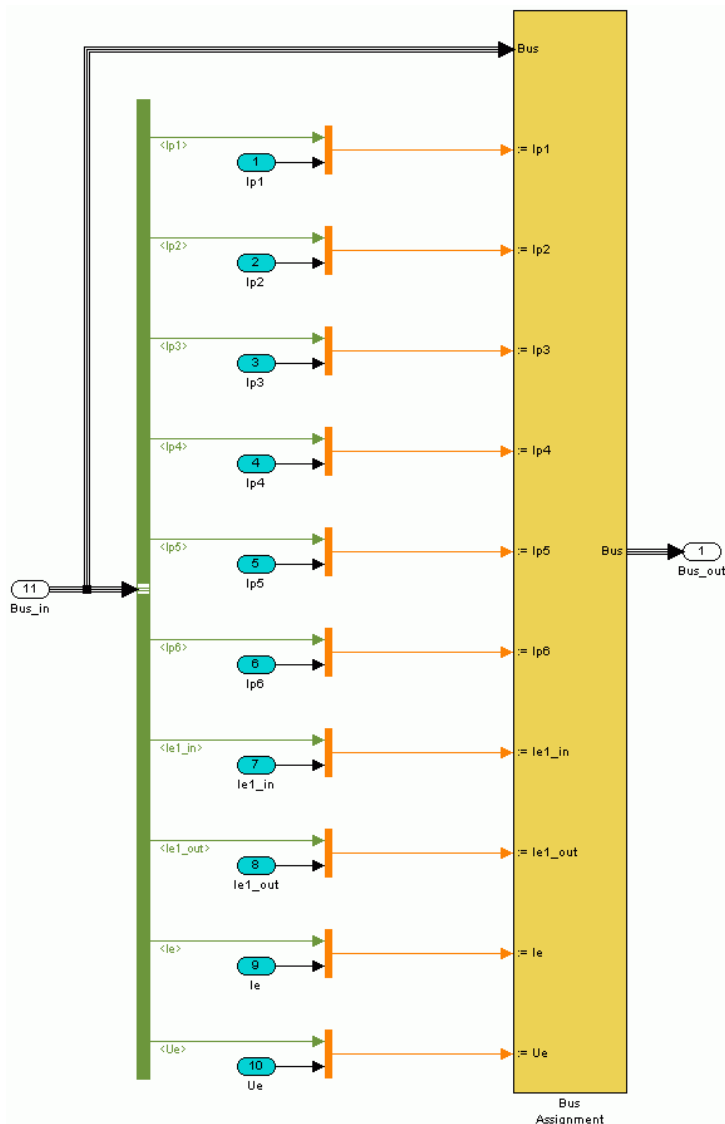 Bus
<Ip1>
1
Ip1
:= Ip1
<Ip2>
2
Ip2
:= Ip2
<Ip3>
3
Ip3
:= Ip3
<Ip4>
4
Ip4
:= Ip4
<Ip5>
5
Ip5
:= Ip5
Bus
1
Bus_out
11
Bus_in
<Ip6>
6
Ip6
:= Ip6
<Ie1_in>
7
Ie1_in
:= Ie1_in
<Ie1_out>
8
Ie1_out
:= Ie1_out
<Ie>
9
Ie
:= Ie
<Ue>
10
Ue
:= Ue
Bus
Assignment